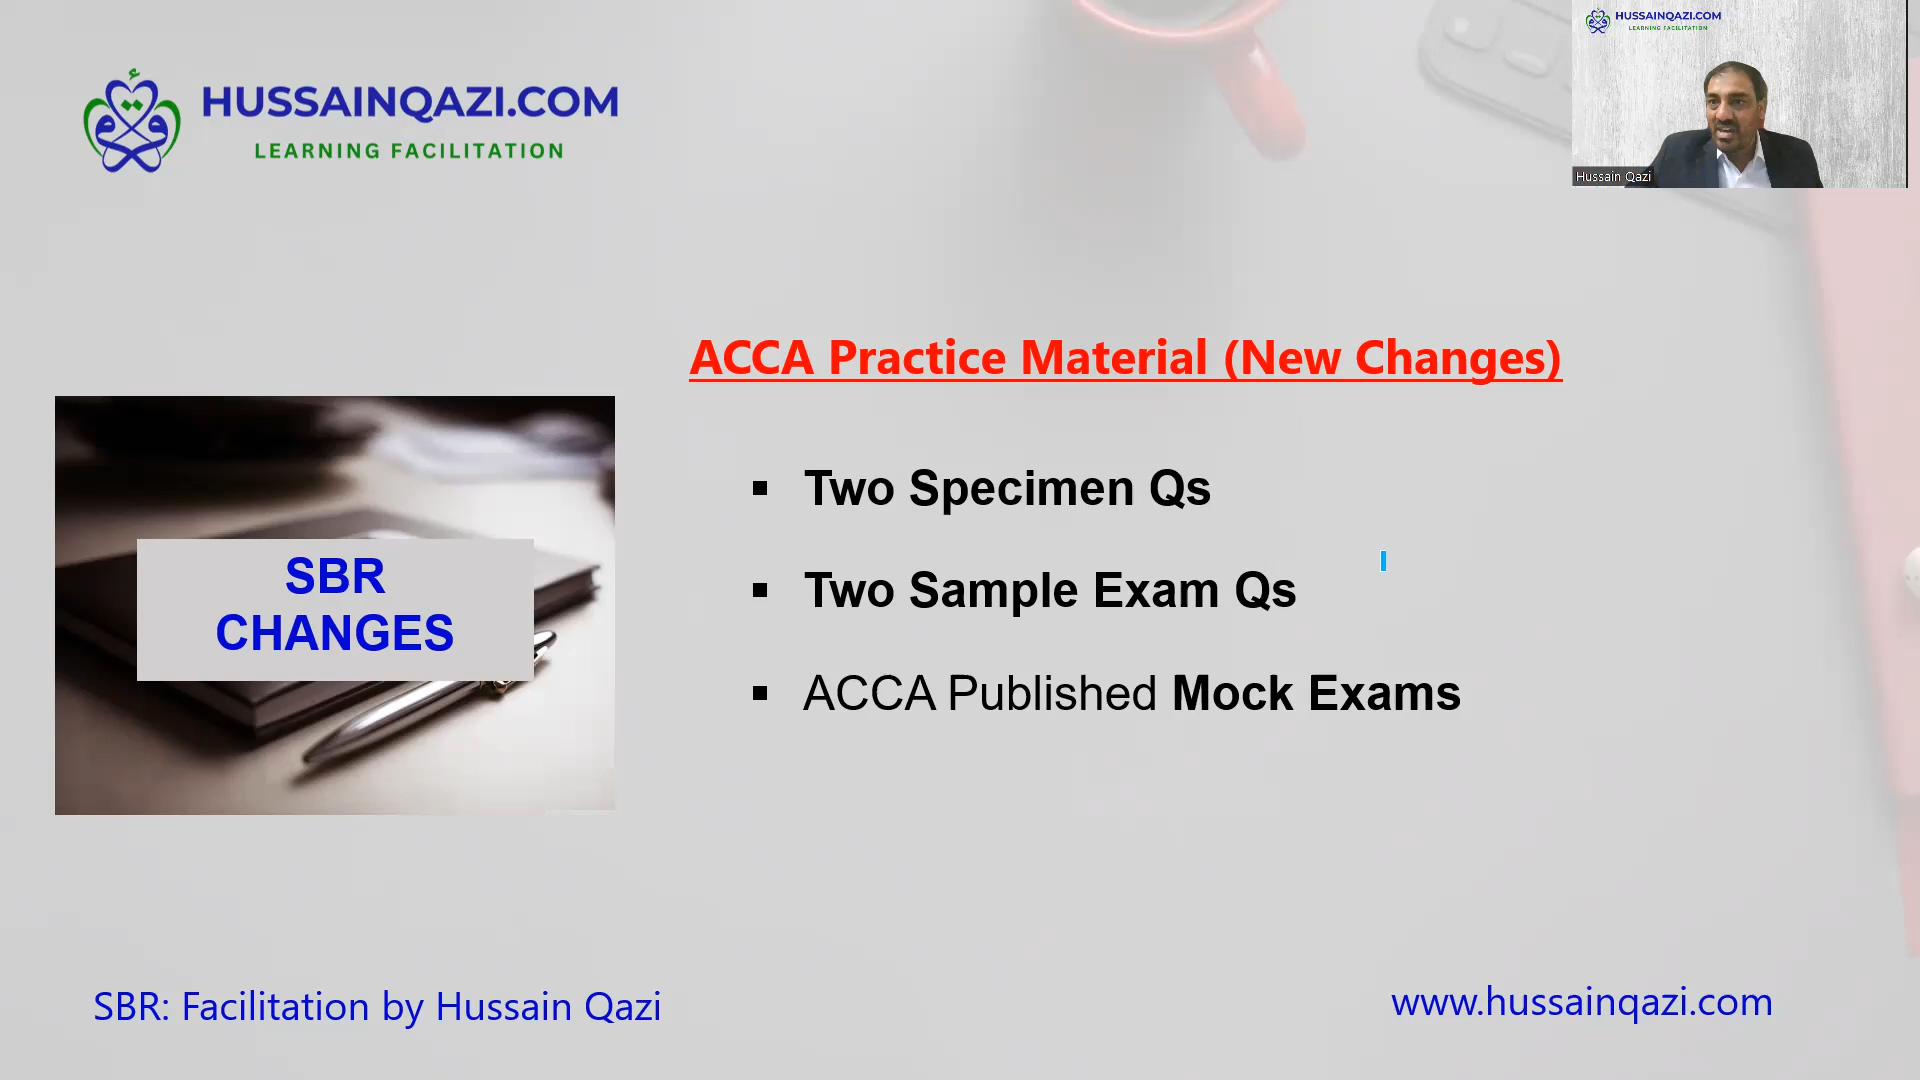 HUSSAINQAZI.COM
LEARNING FACILITATION
HUSSAINQAZI.COM
LEARNING FACILITATION
Hussain Qazi
ACCA Practice Material (New Changes)
▪ Two Specimen Qs
▪ Two Sample Exam Qs
▪ ACCA Published Mock Exams
SBR
CHANGES
SBR: Facilitation by Hussain Qazi
www.hussainqazi.com